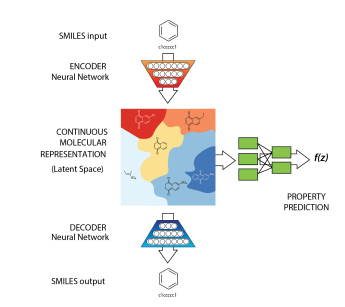 SMILES input
c1ccccc1
ENCODER
Neural Network
CONTINUOUS
MOLECULAR
REPRESENTATION
(Latent Space)
f(z)
PROPERTY
PREDICTION
DECODER
Neural Network
SMILES output
c1ccccc1